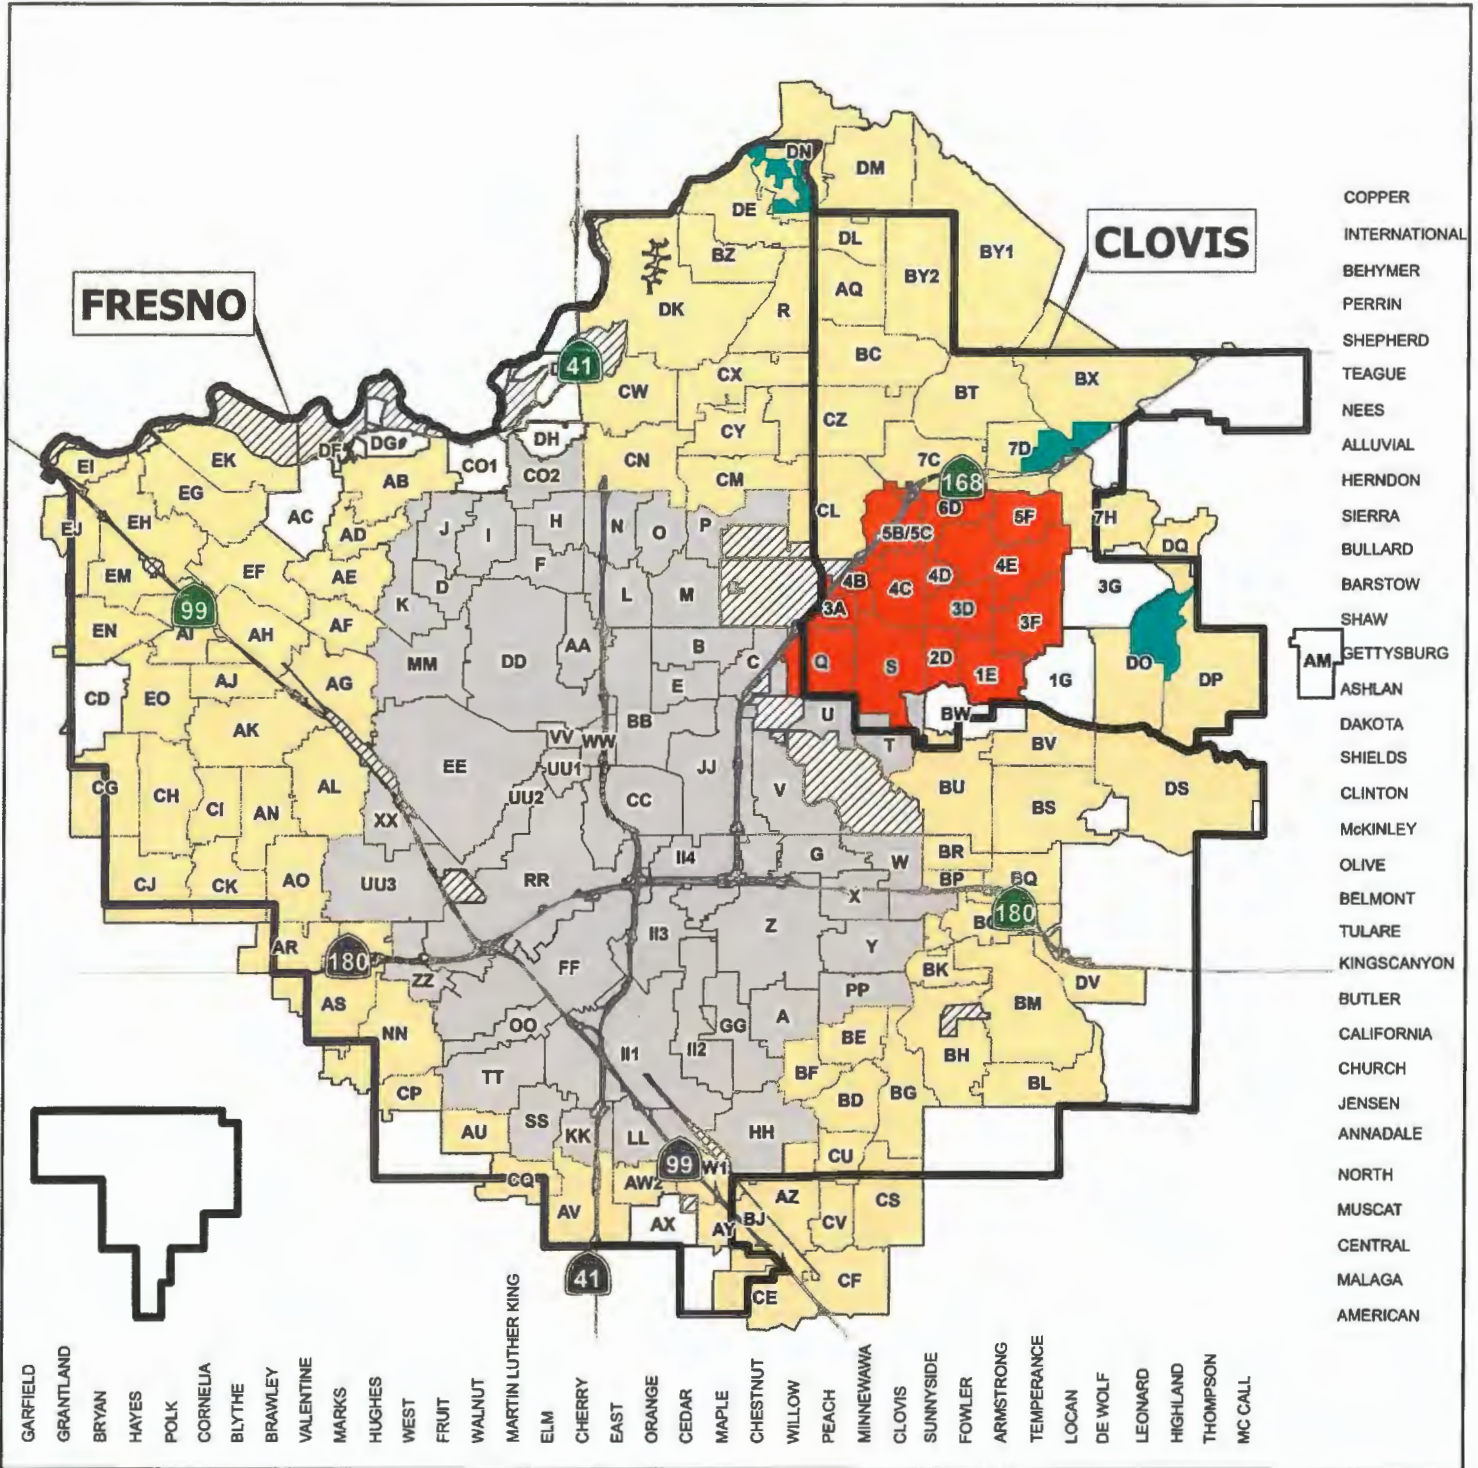 DN
DM
COPPER
DE
CLOVIS
DL
INTERNATIONAL
BZ
BY1
BY2
BEHYMER
AQ
FRESNO
DK
R
PERRIN
41
BC
SHEPHERD
CX
TEAGUE
CW
BT
BX
NEES
CZ
CY
DH
DG
DF
7D
ALLUVIAL
EI
EK
CO1
CO2
CN
7C
CM
168
HERNDON
AB
EG
6D
CL
7H
SIERRA
AC
5F
EJ
EH
AD
J
I
H
N
O
P
5B/5C
DQ
BULLARD
F
EM
EF
AE
D
4B
4C
4D
4E
3G
BARSTOW
L
M
K
99
3A
3D
3F
SHAW
EN
AI
AH
AF
AA
B
GETTYSBURG
AM
MM
DD
C
Q
S
2D
1E
1G
DO
DP
AJ
AG
E
ASHLAN
CD
EO
U
BW
BB
DAKOTA
AK
VV
WW
T
BV
SHIELDS
EE
UU1
JJ
CG
CH
AL
UU2
CC
V
BU
DS
CLINTON
CI
AN
BS
XX
McKINLEY
II4
G
W
BR
OLIVE
CJ
CK
AO
UU3
RR
BP
BQ
BELMONT
X
180
Z
TULARE
AR
II3
Y
180
FF
BK
KINGSCANYON
ZZ
DV
PP
AS
BM
BUTLER
OO
A
NN
GG
BE
CALIFORNIA
II1
II2
BH
CHURCH
TT
BF
CP
BD
BG
BL
JENSEN
SS
AU
KK
LL
HH
ANNADALE
99
CU
W1
NORTH
CQ
AW2
AZ
CS
AV
MUSCAT
AX
AY
BJ
CV
CENTRAL
41
CF
MALAGA
CE
AMERICAN
GARFIELD
GRANTLAND
BRYAN
HAYES
POLK
CORNELIA
BLYTHE
BRAWLEY
VALENTINE
MARKS
HUGHES
WEST
FRUIT
WALNUT
MARTIN LUTHER KING
ELM
CHERRY
EAST
ORANGE
CEDAR
MAPLE
CHESTNUT
WILLOW
PEACH
MINNEWAWA
CLOVIS
SUNNYSIDE
FOWLER
ARMSTRONG
TEMPERANCE
LOCAN
DE WOLF
LEONARD
HIGHLAND
THOMPSON
MC CALL